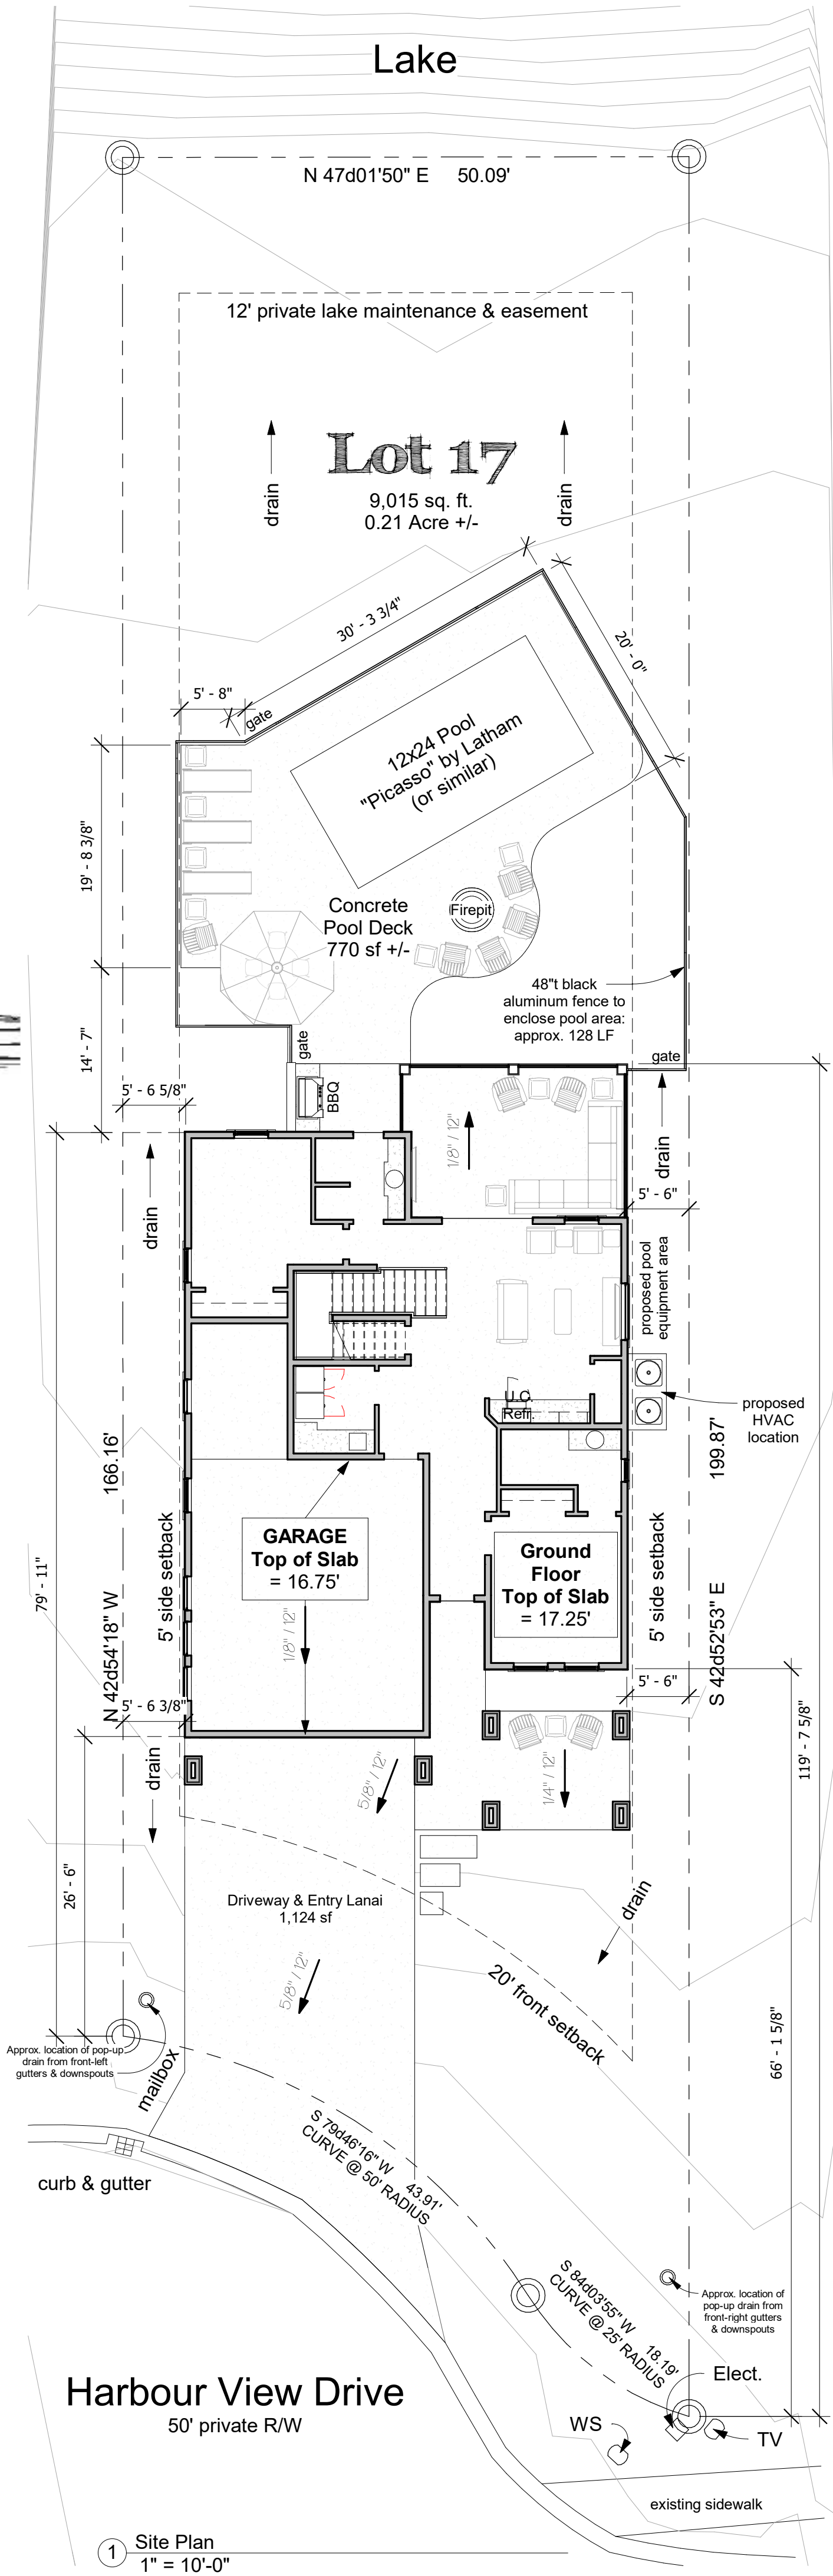 Lake
N 47d01'50" E 50.09'
12' private lake maintenance & easement
drain
drain
Lot 17
9,015 sq. ft.
0.21 Acre +/-
30' - 3 3/4"
20' - 0"
5' - 8"
gate
12x24 Pool
"Picasso" by Latham
(or similar)
19' - 8 3/8"
Concrete
Pool Deck
770 sf +/-
Firepit
48"t black
aluminum fence to
enclose pool area:
approx. 128 LF
14' - 7"
gate
gate
5' - 6 5/8"
BBQ
1/8" / 12"
drain
drain
5' - 6"
proposed pool
equipment area
U.C.
Refr.
proposed
HVAC
location
166.16'
199.87'
GARAGE
Top of Slab
= 16.75'
Ground
Floor
Top of Slab
= 17.25'
79' - 11"
5' side setback
5' side setback
1/8" / 12"
N 42d54'18" W
S 42d52'53" E
5' - 6 3/8"
5' - 6"
119' - 7 5/8"
drain
5/8" / 12"
1/4" / 12"
26' - 6"
Driveway & Entry Lanai
1,124 sf
drain
5/8" / 12"
20' front setback
66' - 1 5/8"
Approx. location of pop-up
drain from front-left
gutters & downspouts
mailbox
S 79d46'16" W 43.91'
CURVE @ 50' RADIUS
curb & gutter
S 84d03'55" W 18.19'
CURVE @ 25' RADIUS
Approx. location of
pop-up drain from
front-right gutters
& downspouts
Elect.
Harbour View Drive
50' private R/W
WS
TV
existing sidewalk
1 Site Plan
1" = 10'-0"